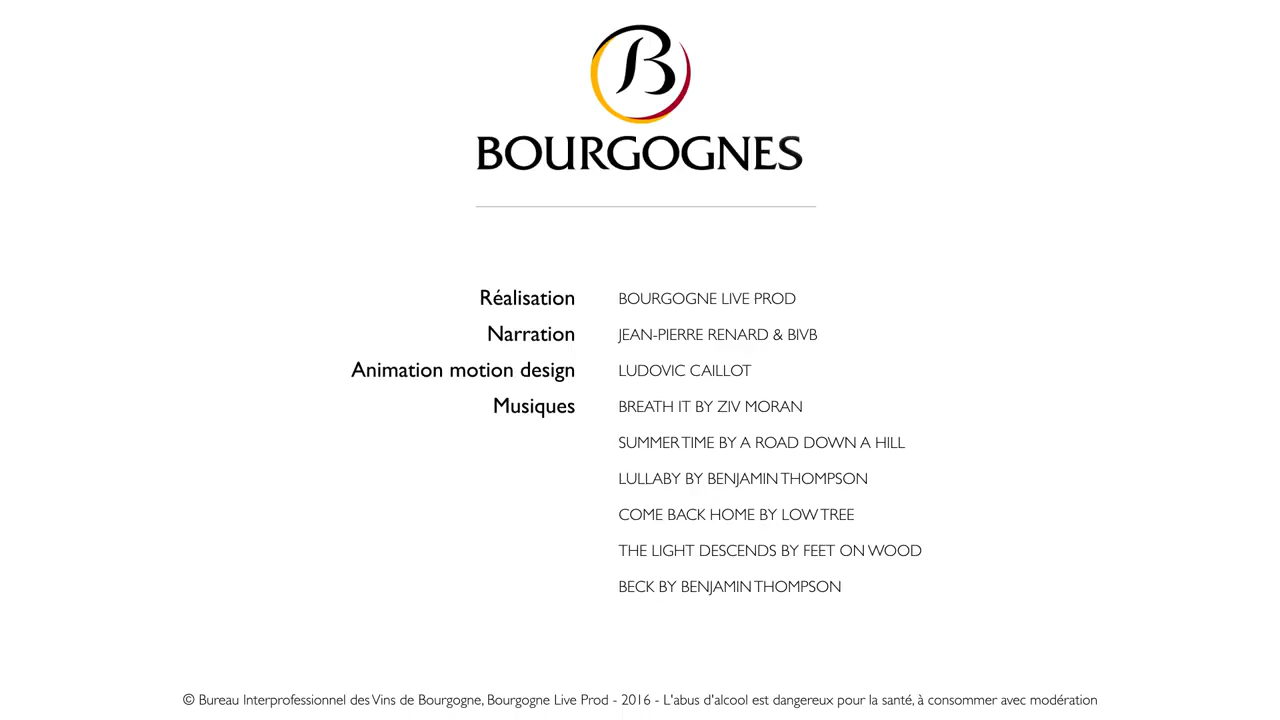 B
BOURGOGNES
Réalisation BOURGOGNE LIVE PROD
Narration JEAN-PIERRE RENARD & BIVB
Animation motion design LUDOVIC CAILLOT
Musiques BREATH IT BY ZIV MORAN
SUMMERTIME BY A ROAD DOWN A HILL
LULLABY BY BENJAMIN THOMPSON
COME BACK HOME BY LOW TREE
THE LIGHT DESCENDS BY FEET ON WOOD
BECK BY BENJAMIN THOMPSON
© Bureau Interprofessionnel des Vins de Bourgogne, Bourgogne Live Prod - 2016 - L'abus d'alcool est dangereux pour la santé, à consommer avec modération